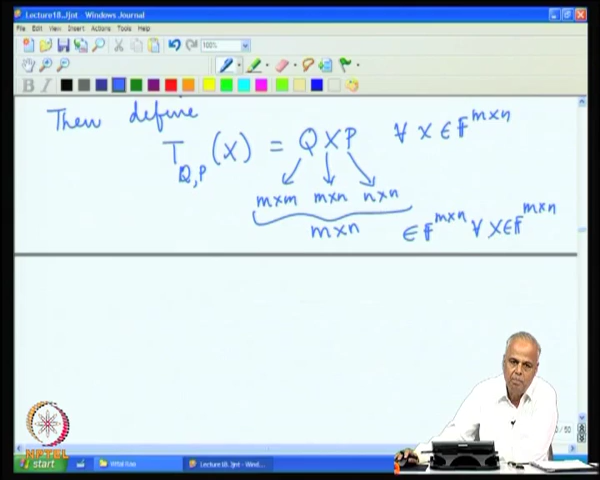 Lecture18.Jnt - Windows Journal
File Edit View Insert Actions Tools Help
100%
B I
Then define
T_{Q,P}(X) = QXP ∀ X ∈ F^{m×n}
m×m m×n n×n
m×n ∈ F^{m×n} ∀ X ∈ F^{m×n}
NPTEL
start
Lecture18.Jnt - Wind...